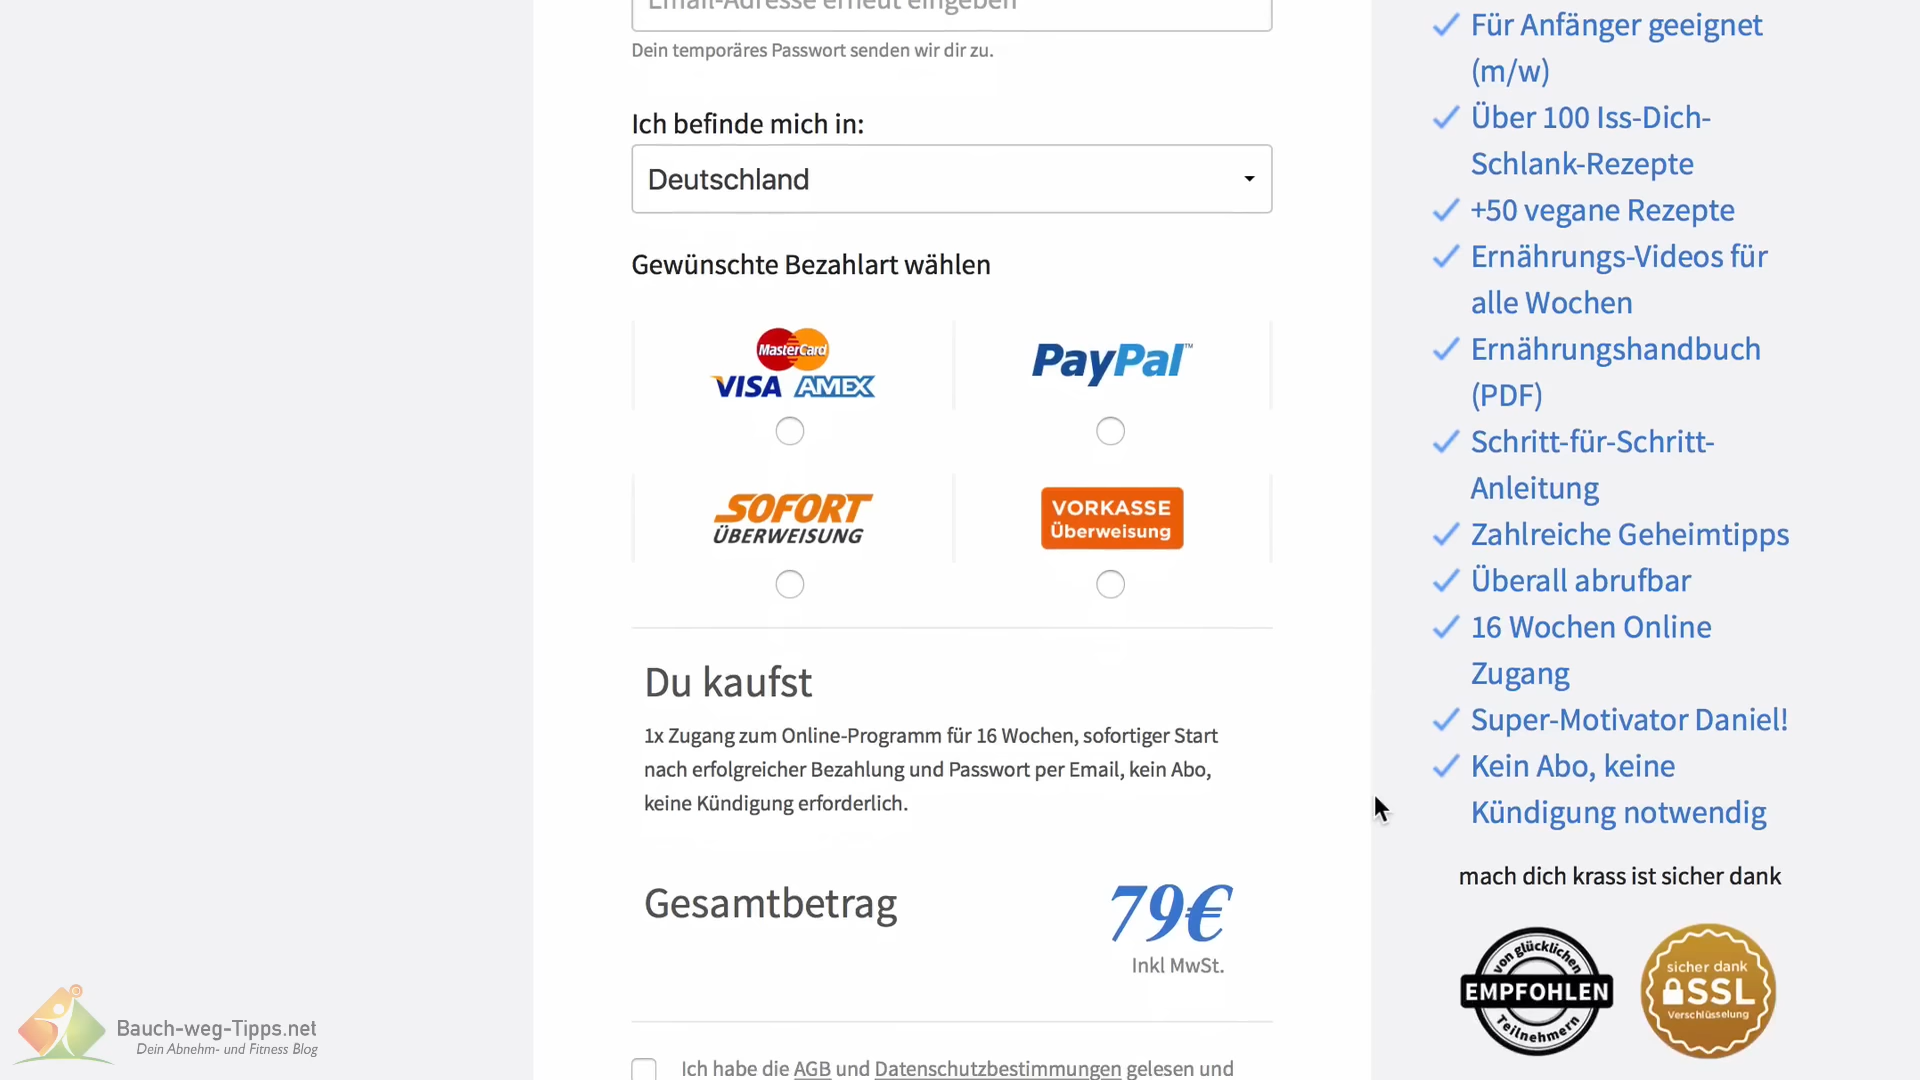 Email-Adresse erneut eingeben
Dein temporäres Passwort senden wir dir zu.
Ich befinde mich in:
Deutschland
Gewünschte Bezahlart wählen
MasterCard
VISA AMEX
PayPal™
SOFORT
ÜBERWEISUNG
VORKASSE
Überweisung
Du kaufst
1x Zugang zum Online-Programm für 16 Wochen, sofortiger Start
nach erfolgreicher Bezahlung und Passwort per Email, kein Abo,
keine Kündigung erforderlich.
Gesamtbetrag
79€
Inkl MwSt.
Ich habe die AGB und Datenschutzbestimmungen gelesen und
Für Anfänger geeignet
(m/w)
Über 100 Iss-Dich-
Schlank-Rezepte
+50 vegane Rezepte
Ernährungs-Videos für
alle Wochen
Ernährungshandbuch
(PDF)
Schritt-für-Schritt-
Anleitung
Zahlreiche Geheimtipps
Überall abrufbar
16 Wochen Online
Zugang
Super-Motivator Daniel!
Kein Abo, keine
Kündigung notwendig
mach dich krass ist sicher dank
von glücklichen
EMPFOHLEN
Teilnehmern
sicher dank
SSL
Verschlüsselung
Bauch-weg-Tipps.net
Dein Abnehm- und Fitness Blog